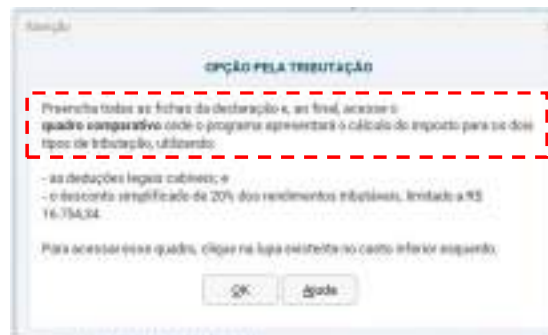 Atenção
OPÇÃO PELA TRIBUTAÇÃO
Preencha todas as fichas da declaração e, ao final, acesse o
quadro comparativo onde o programa apresentará o cálculo do imposto para os dois
tipos de tributação, utilizando:
- as deduções legais cabíveis; e
- o desconto simplificado de 20% dos rendimentos tributáveis, limitado a R$
16.754,34.
Para acessar esse quadro, clique na lupa existente no canto inferior esquerdo.
OK
Ajuda